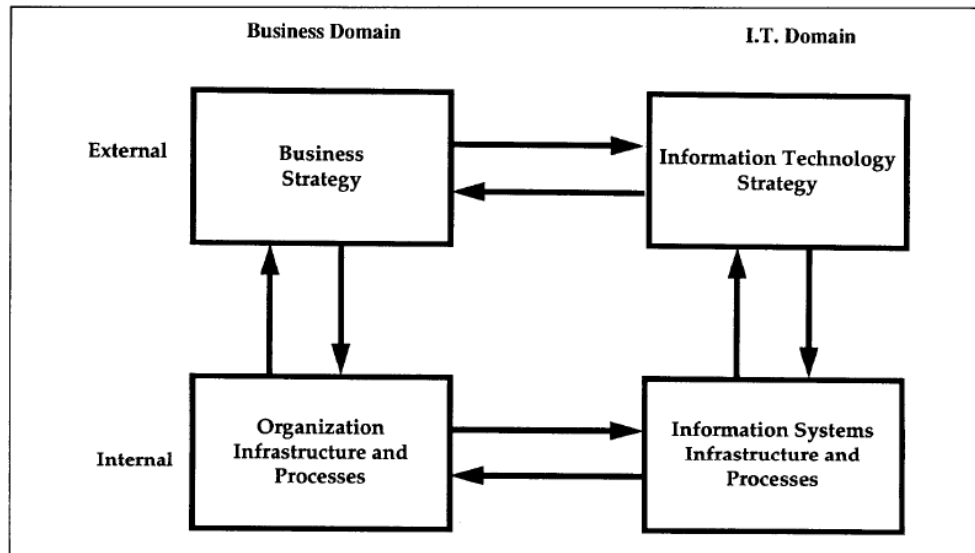 Business Domain
I.T. Domain
External
Business
Strategy
Information Technology
Strategy
Internal
Organization
Infrastructure and
Processes
Information Systems
Infrastructure and
Processes